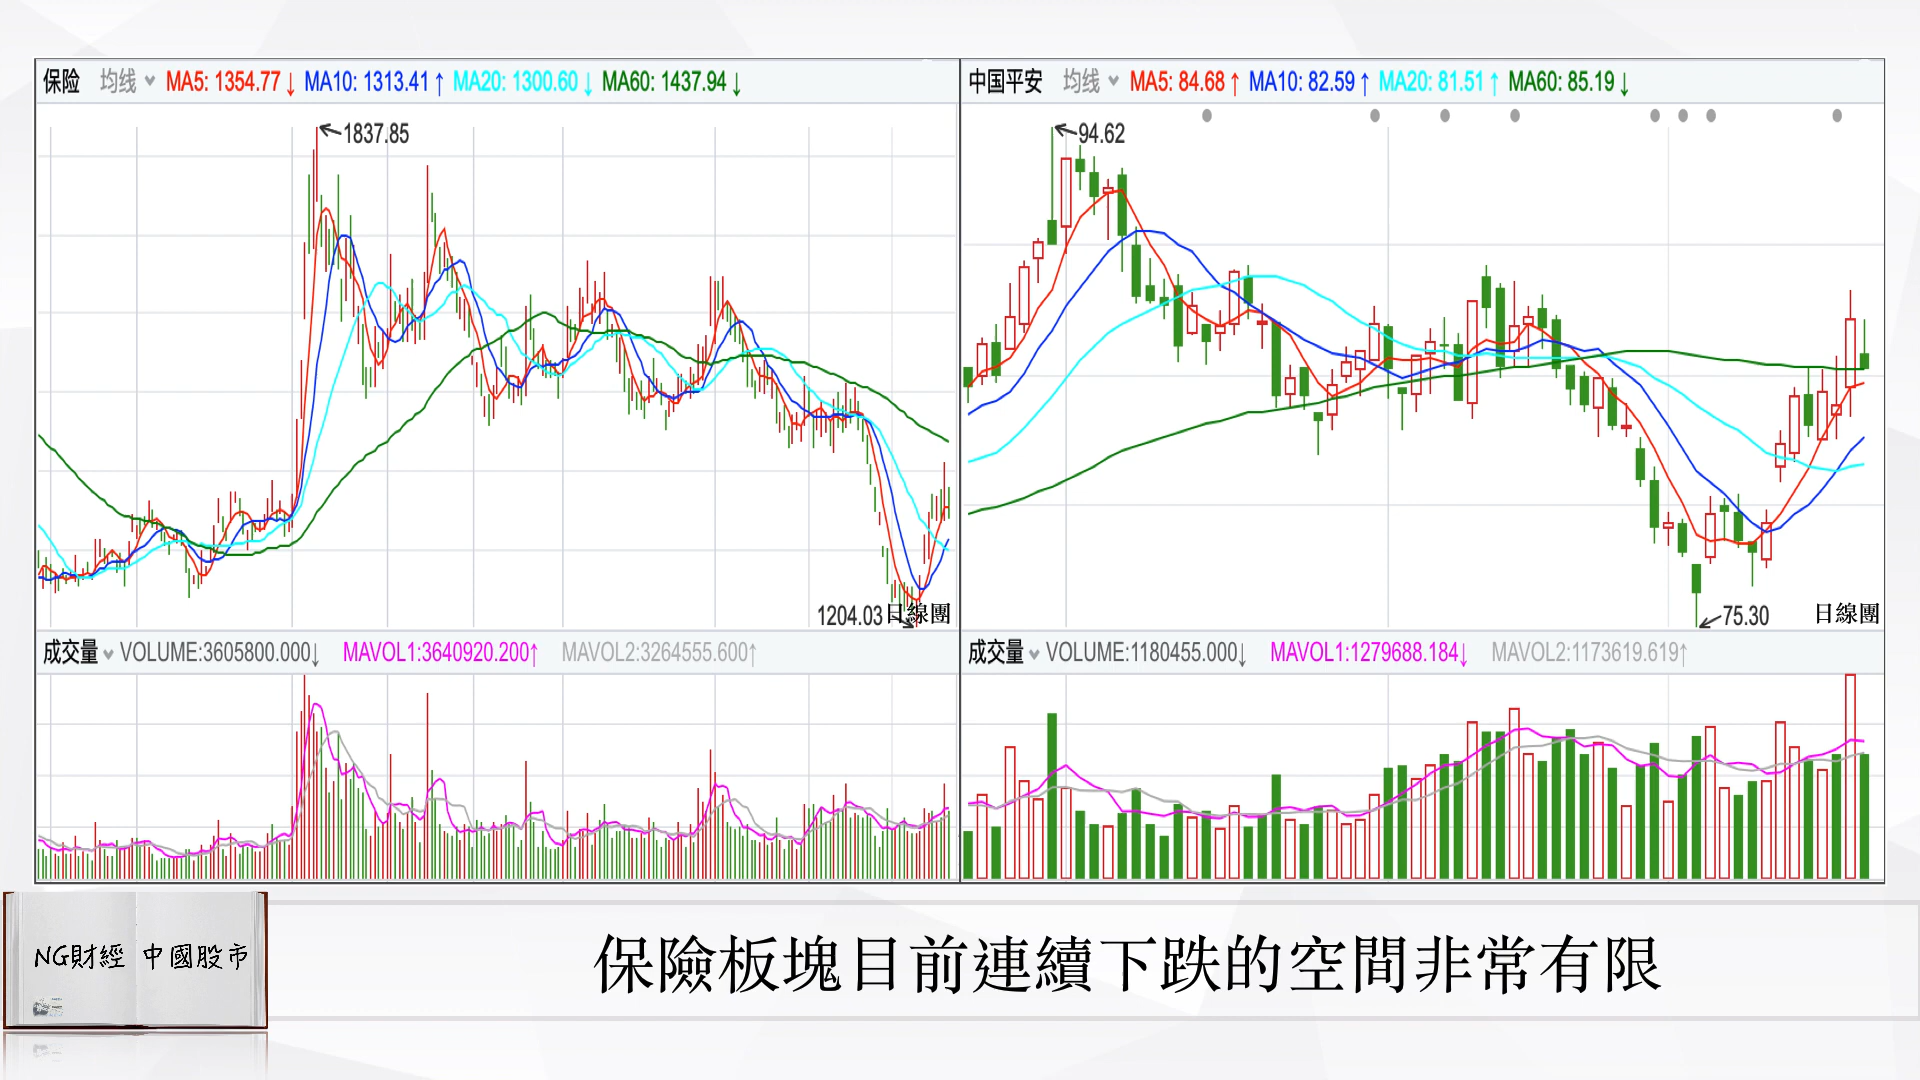 保险 均线 MA5: 1354.77↓ MA10: 1313.41↑ MA20: 1300.60↓ MA60: 1437.94↓
1837.85
1204.03
日線圖
成交量 VOLUME:3605800.000↓ MAVOL1:3640920.200↑ MAVOL2:3264555.600↑
中国平安 均线 MA5: 84.68↑ MA10: 82.59↑ MA20: 81.51↑ MA60: 85.19↓
94.62
75.30
日線圖
成交量 VOLUME:1180455.000↓ MAVOL1:1279688.184↓ MAVOL2:1173619.619↑
NG財經 中國股市
保險板塊目前連續下跌的空間非常有限